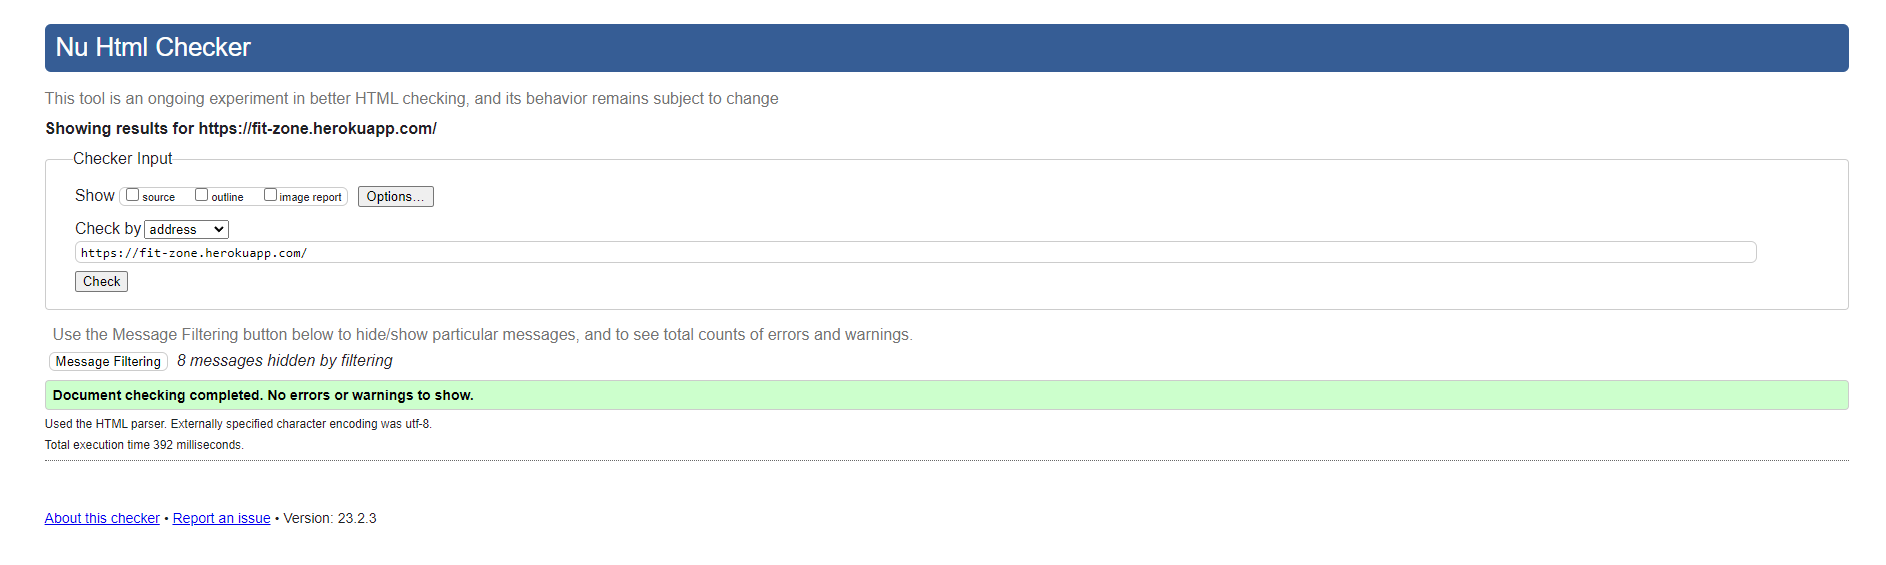 Nu Html Checker
This tool is an ongoing experiment in better HTML checking, and its behavior remains subject to change
Showing results for https://fit-zone.herokuapp.com/
Checker Input
Show source outline image report Options...
Check by address
https://fit-zone.herokuapp.com/
Check
Use the Message Filtering button below to hide/show particular messages, and to see total counts of errors and warnings.
Message Filtering 8 messages hidden by filtering
Document checking completed. No errors or warnings to show.
Used the HTML parser. Externally specified character encoding was utf-8.
Total execution time 392 milliseconds.
About this checker • Report an issue • Version: 23.2.3